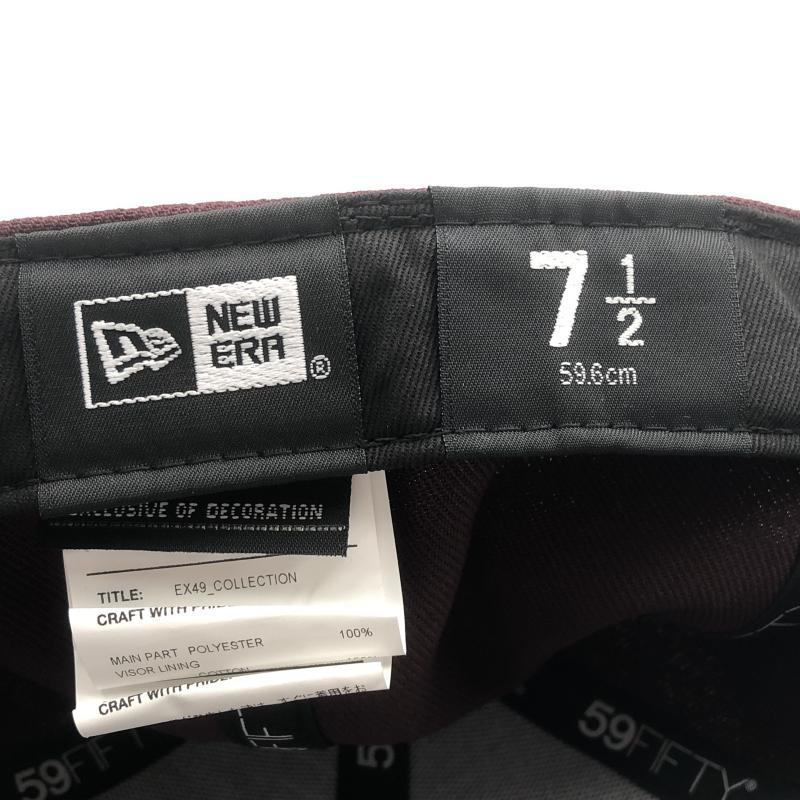 NEW
ERA
®
7 1/2
59.6cm
EXCLUSIVE OF DECORATION
TITLE: EX49_COLLECTION
CRAFT WITH PRIDE
MAIN PART POLYESTER 100%
VISOR LINING
COTTON
CRAFT WITH PRIDE
59FIFTY
59FIFTY